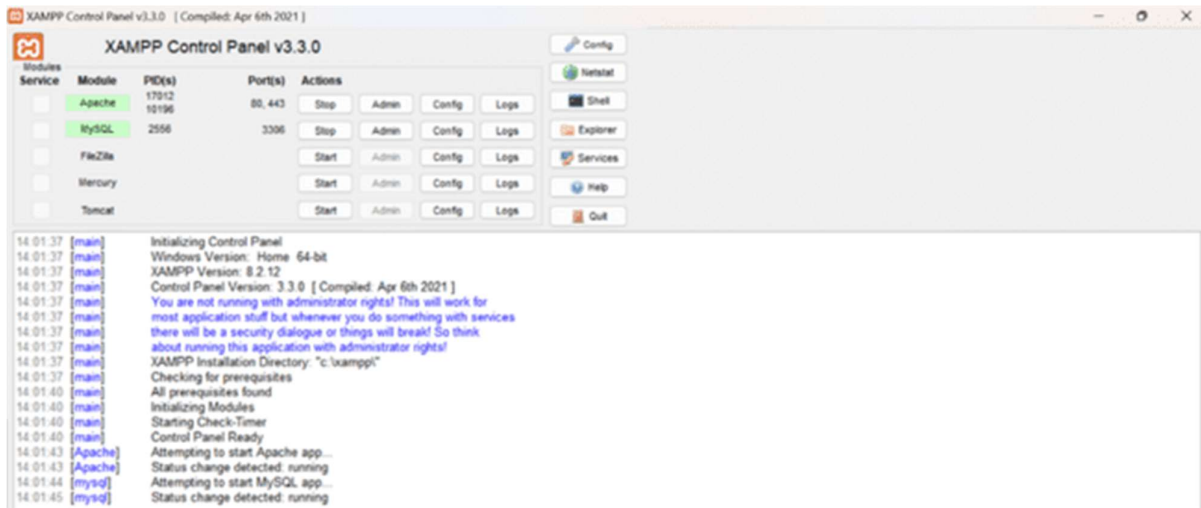 XAMPP Control Panel v3.3.0 [ Compiled: Apr 6th 2021 ]
XAMPP Control Panel v3.3.0
Config
Modules
Service Module PID(s) Port(s) Actions
Netstat
Apache 17012 10196 80, 443 Stop Admin Config Logs
Shell
MySQL 2556 3306 Stop Admin Config Logs
Explorer
FileZilla Start Admin Config Logs
Services
Mercury Start Admin Config Logs
Help
Tomcat Start Admin Config Logs
Quit
14:01:37 [main] Initializing Control Panel
14:01:37 [main] Windows Version: Home 64-bit
14:01:37 [main] XAMPP Version: 8.2.12
14:01:37 [main] Control Panel Version: 3.3.0 [ Compiled: Apr 6th 2021 ]
14:01:37 [main] You are not running with administrator rights! This will work for
14:01:37 [main] most application stuff but whenever you do something with services
14:01:37 [main] there will be a security dialogue or things will break! So think
14:01:37 [main] about running this application with administrator rights!
14:01:37 [main] XAMPP Installation Directory: "c:\xampp\"
14:01:37 [main] Checking for prerequisites
14:01:40 [main] All prerequisites found
14:01:40 [main] Initializing Modules
14:01:40 [main] Starting Check-Timer
14:01:40 [main] Control Panel Ready
14:01:43 [Apache] Attempting to start Apache app...
14:01:43 [Apache] Status change detected: running
14:01:44 [mysql] Attempting to start MySQL app...
14:01:45 [mysql] Status change detected: running